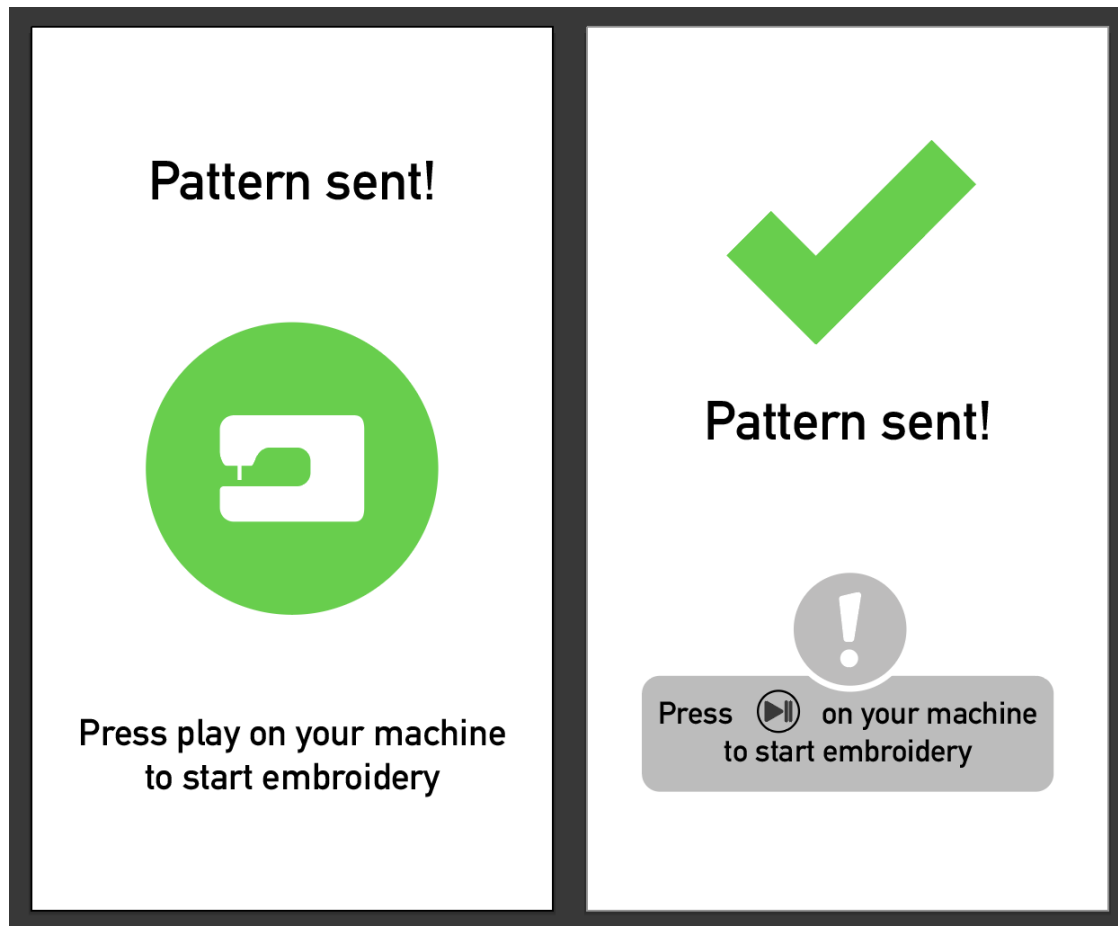 Pattern sent!
Press play on your machine
to start embroidery
Pattern sent!
!
Press on your machine
to start embroidery